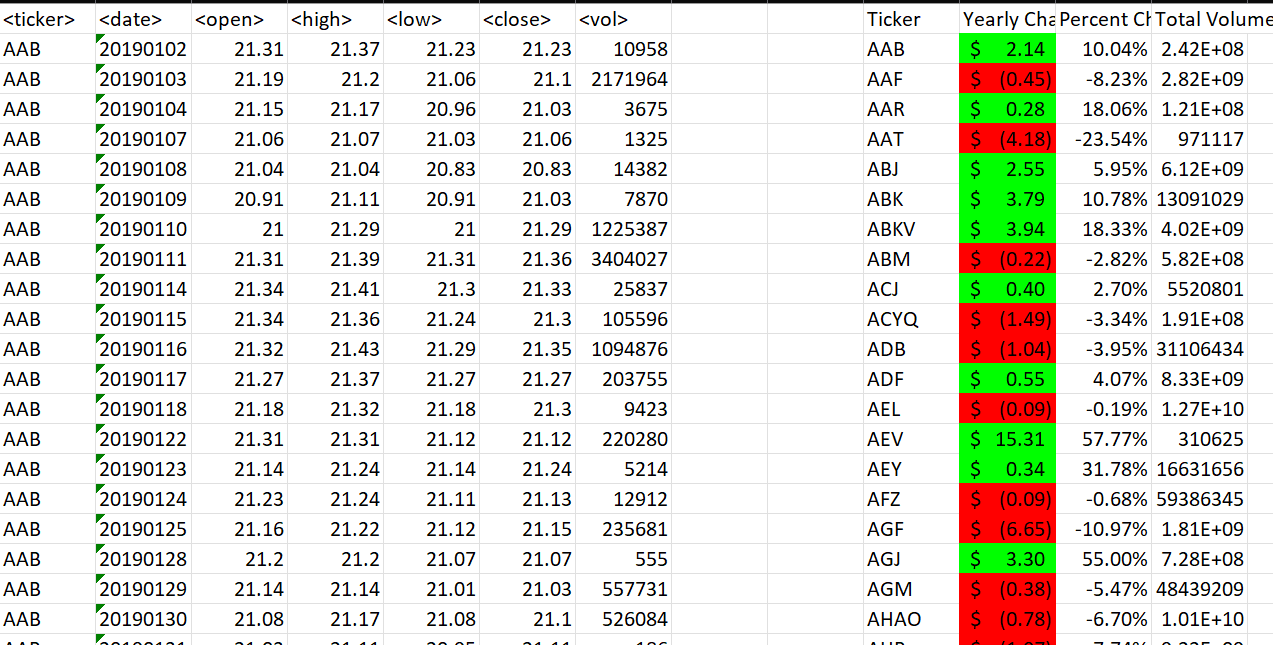 <ticker> <date> <open> <high> <low> <close> <vol> Ticker Yearly Cha Percent Ch Total Volume
AAB 20190102 21.31 21.37 21.23 21.23 10958 AAB $ 2.14 10.04% 2.42E+08
AAB 20190103 21.19 21.2 21.06 21.1 2171964 AAF $ (0.45) -8.23% 2.82E+09
AAB 20190104 21.15 21.17 20.96 21.03 3675 AAR $ 0.28 18.06% 1.21E+08
AAB 20190107 21.06 21.07 21.03 21.06 1325 AAT $ (4.18) -23.54% 971117
AAB 20190108 21.04 21.04 20.83 20.83 14382 ABJ $ 2.55 5.95% 6.12E+09
AAB 20190109 20.91 21.11 20.91 21.03 7870 ABK $ 3.79 10.78% 13091029
AAB 20190110 21 21.29 21 21.29 1225387 ABKV $ 3.94 18.33% 4.02E+09
AAB 20190111 21.31 21.39 21.31 21.36 3404027 ABM $ (0.22) -2.82% 5.82E+08
AAB 20190114 21.34 21.41 21.3 21.33 25837 ACJ $ 0.40 2.70% 5520801
AAB 20190115 21.34 21.36 21.24 21.3 105596 ACYQ $ (1.49) -3.34% 1.91E+08
AAB 20190116 21.32 21.43 21.29 21.35 1094876 ADB $ (1.04) -3.95% 31106434
AAB 20190117 21.27 21.37 21.27 21.27 203755 ADF $ 0.55 4.07% 8.33E+09
AAB 20190118 21.18 21.32 21.18 21.3 9423 AEL $ (0.09) -0.19% 1.27E+10
AAB 20190122 21.31 21.31 21.12 21.12 220280 AEV $ 15.31 57.77% 310625
AAB 20190123 21.14 21.24 21.14 21.24 5214 AEY $ 0.34 31.78% 16631656
AAB 20190124 21.23 21.24 21.11 21.13 12912 AFZ $ (0.09) -0.68% 59386345
AAB 20190125 21.16 21.22 21.12 21.15 235681 AGF $ (6.65) -10.97% 1.81E+09
AAB 20190128 21.2 21.2 21.07 21.07 555 AGJ $ 3.30 55.00% 7.28E+08
AAB 20190129 21.14 21.14 21.01 21.03 557731 AGM $ (0.38) -5.47% 48439209
AAB 20190130 21.08 21.17 21.08 21.1 526084 AHAO $ (0.78) -6.70% 1.01E+10